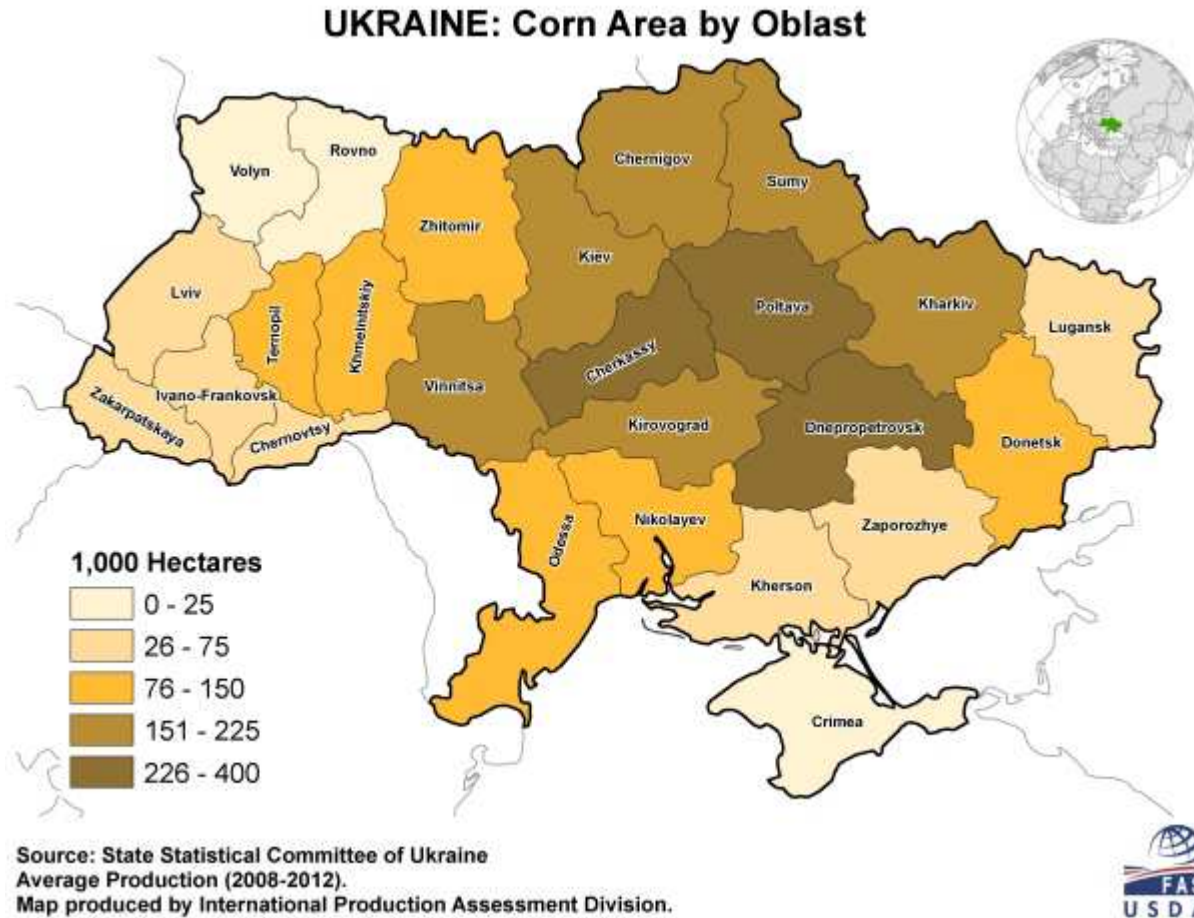 UKRAINE: Corn Area by Oblast
Volyn
Rovno
Zhitomir
Chernigov
Sumy
Kiev
Lviv
Ternopil
Khmelnitskiy
Vinnitsa
Cherkassy
Poltava
Kharkiv
Lugansk
Zakarpatskaya
Ivano-Frankovsk
Chernovtsy
Kirovograd
Dnepropetrovsk
Donetsk
Odessa
Nikolayev
Zaporozhye
Kherson
Crimea
1,000 Hectares
0 - 25
26 - 75
76 - 150
151 - 225
226 - 400
Source: State Statistical Committee of Ukraine
Average Production (2008-2012).
Map produced by International Production Assessment Division.